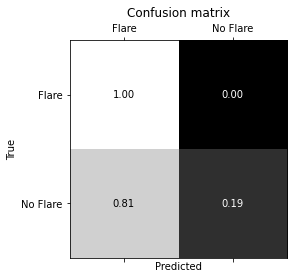 Confusion matrix
Flare No Flare
Flare 1.00 0.00
True
No Flare 0.81 0.19
Predicted